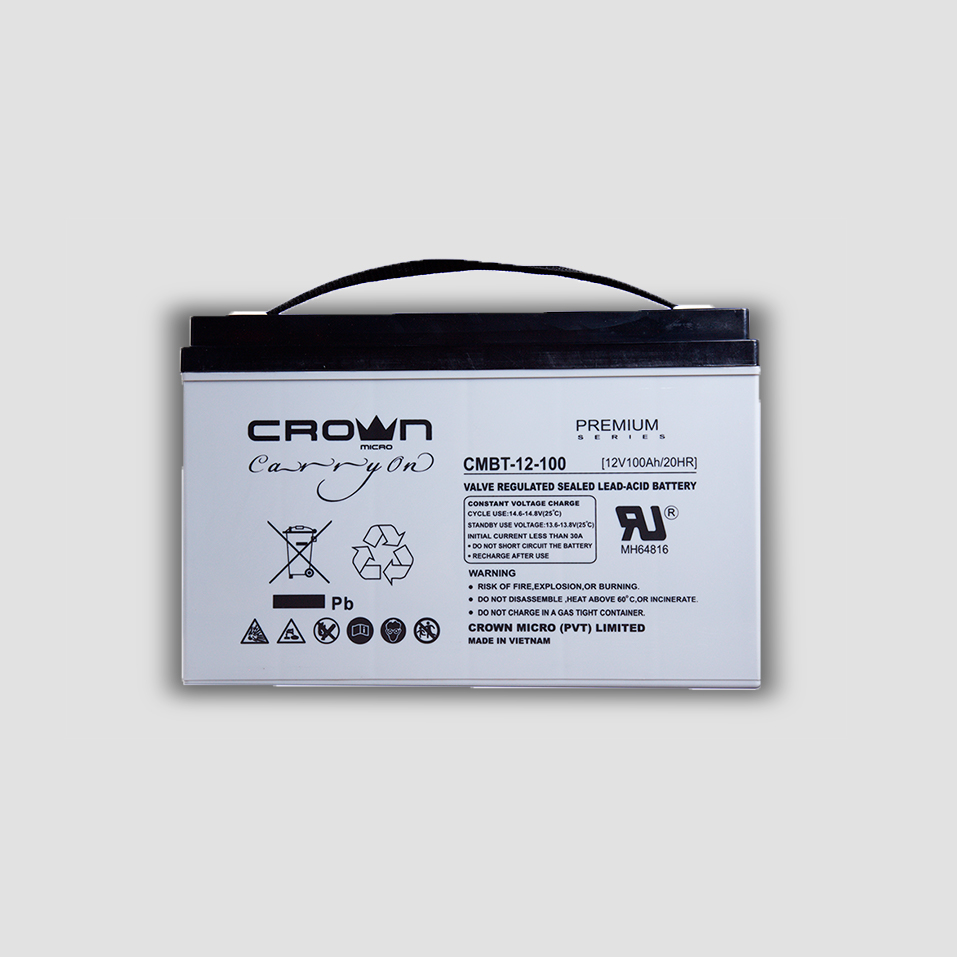 CROWN
MICRO
CarryOn
PREMIUM
SERIES
CMBT-12-100 [12V100Ah/20HR]
VALVE REGULATED SEALED LEAD-ACID BATTERY
CONSTANT VOLTAGE CHARGE
CYCLE USE:14.6-14.8V(25°C)
STANDBY USE VOLTAGE:13.6-13.8V(25°C)
INITIAL CURRENT LESS THAN 30A
• DO NOT SHORT CIRCUIT THE BATTERY
• RECHARGE AFTER USE
RU®
MH64816
Pb
WARNING
• RISK OF FIRE,EXPLOSION,OR BURNING.
• DO NOT DISASSEMBLE ,HEAT ABOVE 60°C,OR INCINERATE.
• DO NOT CHARGE IN A GAS TIGHT CONTAINER.
CROWN MICRO (PVT) LIMITED
MADE IN VIETNAM